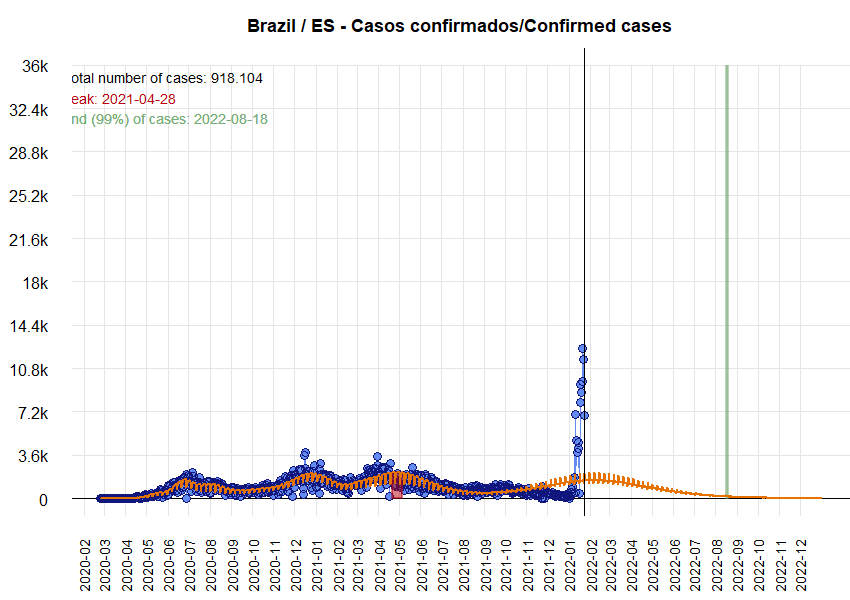 Brazil / ES - Casos confirmados/Confirmed cases
36k
32.4k
28.8k
25.2k
21.6k
18k
14.4k
10.8k
7.2k
3.6k
0
otal number of cases: 918.104
eak: 2021-04-28
nd (99%) of cases: 2022-08-18
2020-02
2020-03
2020-04
2020-05
2020-06
2020-07
2020-08
2020-09
2020-10
2020-11
2020-12
2021-01
2021-02
2021-03
2021-04
2021-05
2021-06
2021-07
2021-08
2021-09
2021-10
2021-11
2021-12
2022-01
2022-02
2022-03
2022-04
2022-05
2022-06
2022-07
2022-08
2022-09
2022-10
2022-11
2022-12